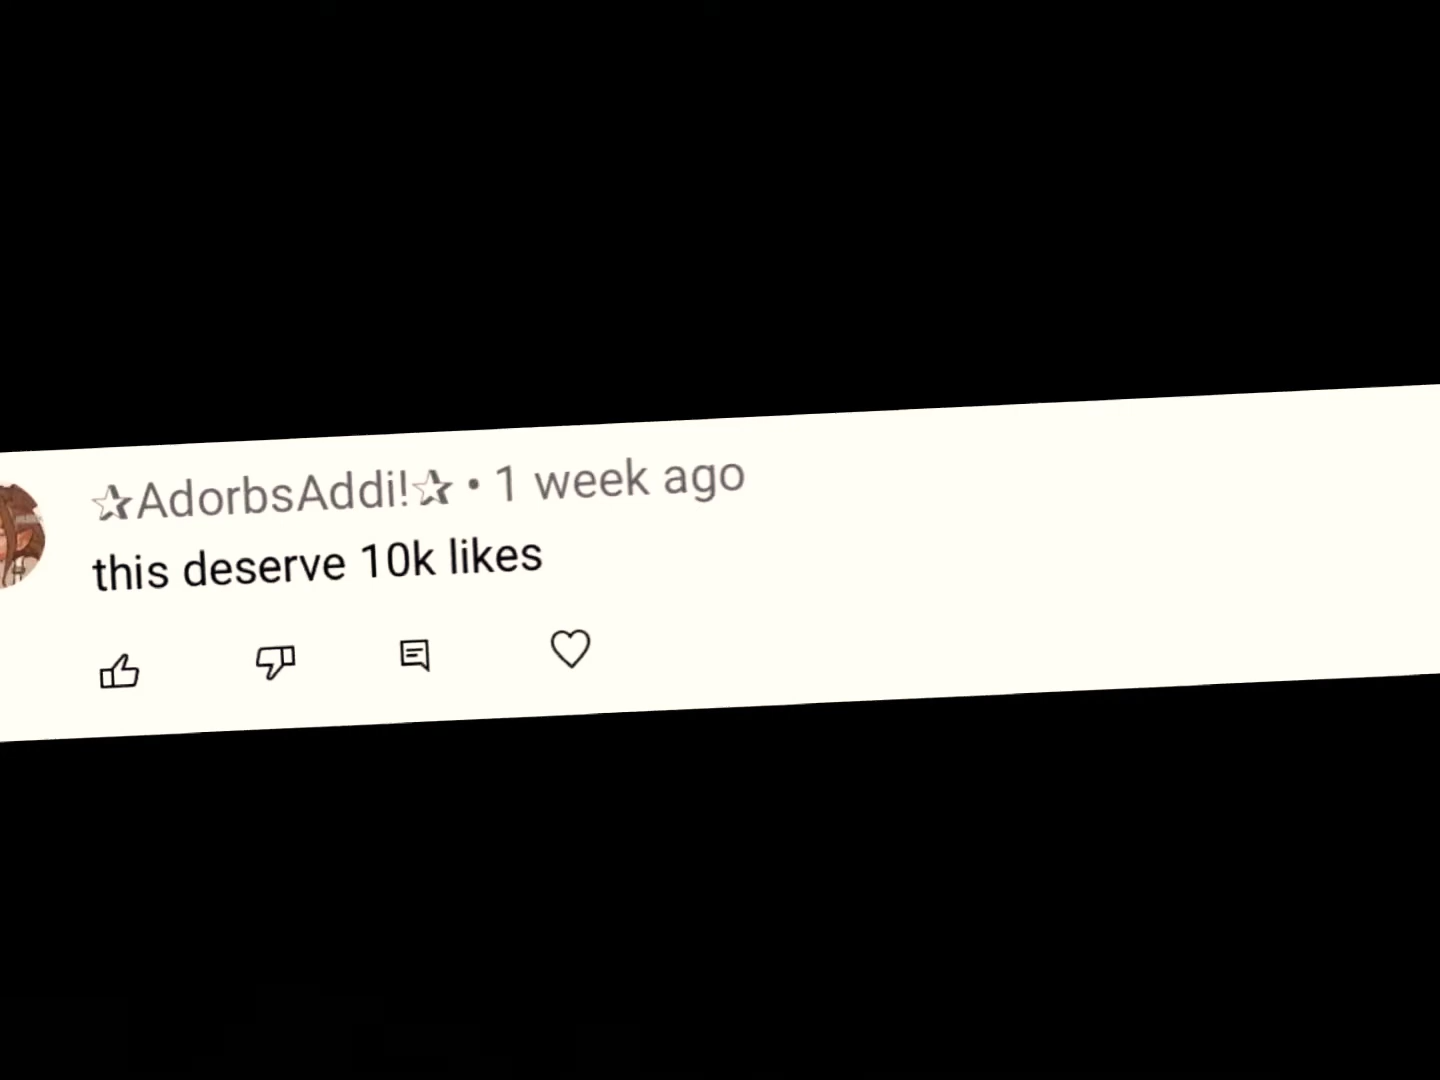 ☆AdorbsAddi!☆ • 1 week ago
this deserve 10k likes